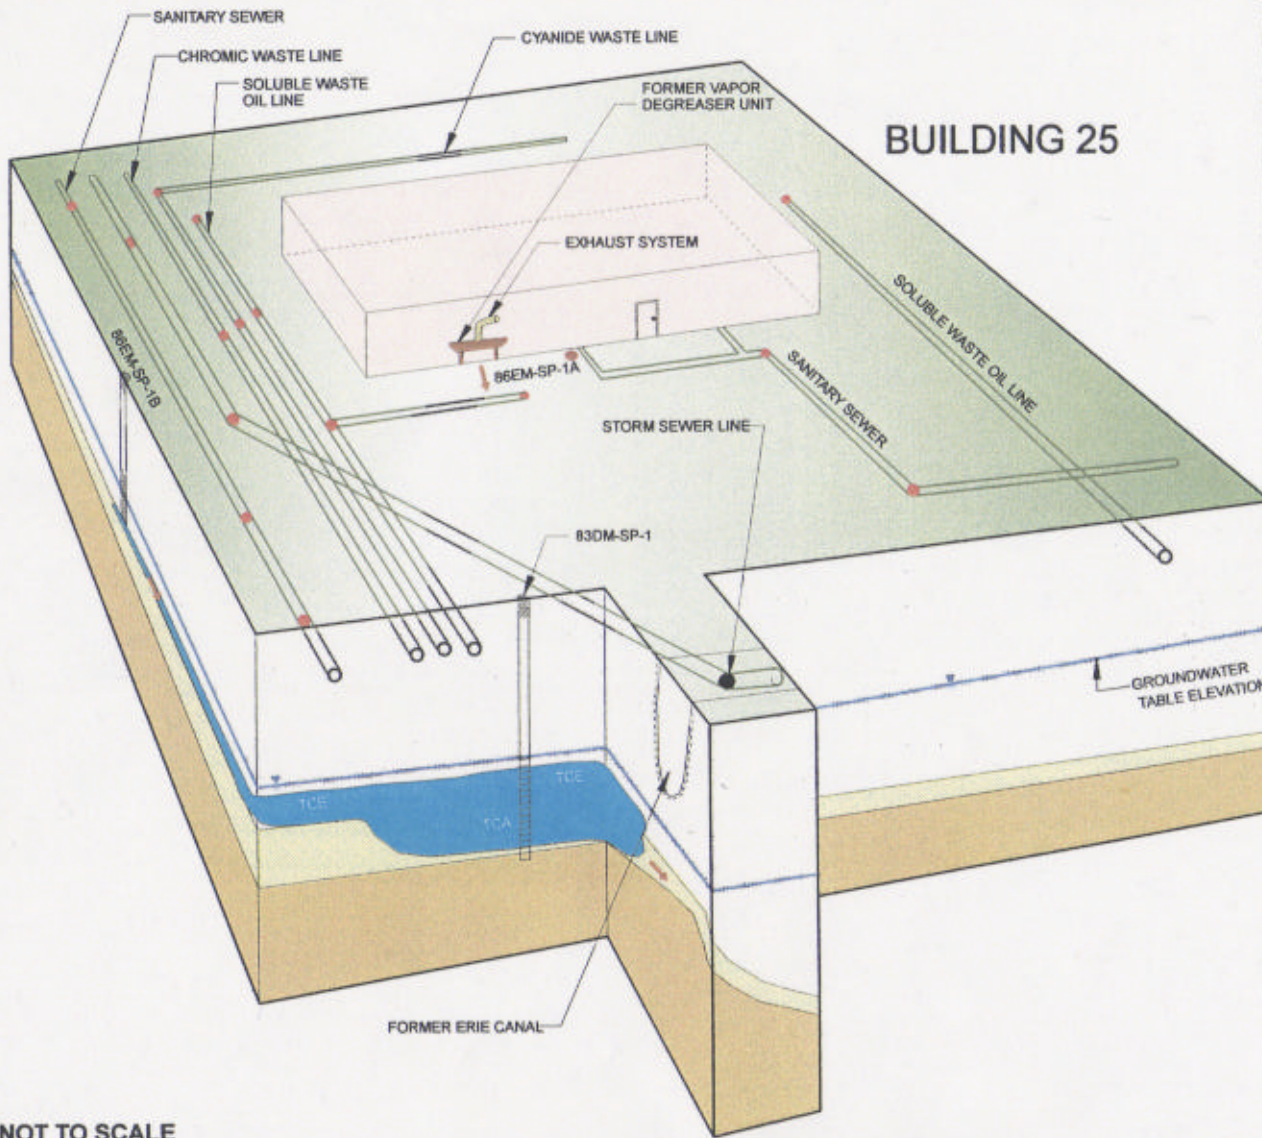 SANITARY SEWER
CHROMIC WASTE LINE
SOLUBLE WASTE
OIL LINE
CYANIDE WASTE LINE
FORMER VAPOR
DEGREASER UNIT
BUILDING 25
EXHAUST SYSTEM
SOLUBLE WASTE OIL LINE
86EM-SP-1B
86EM-SP-1A
SANITARY SEWER
STORM SEWER LINE
83DM-SP-1
GROUNDWATER
TABLE ELEVATION
TCE
TCE
TCA
FORMER ERIE CANAL
NOT TO SCALE